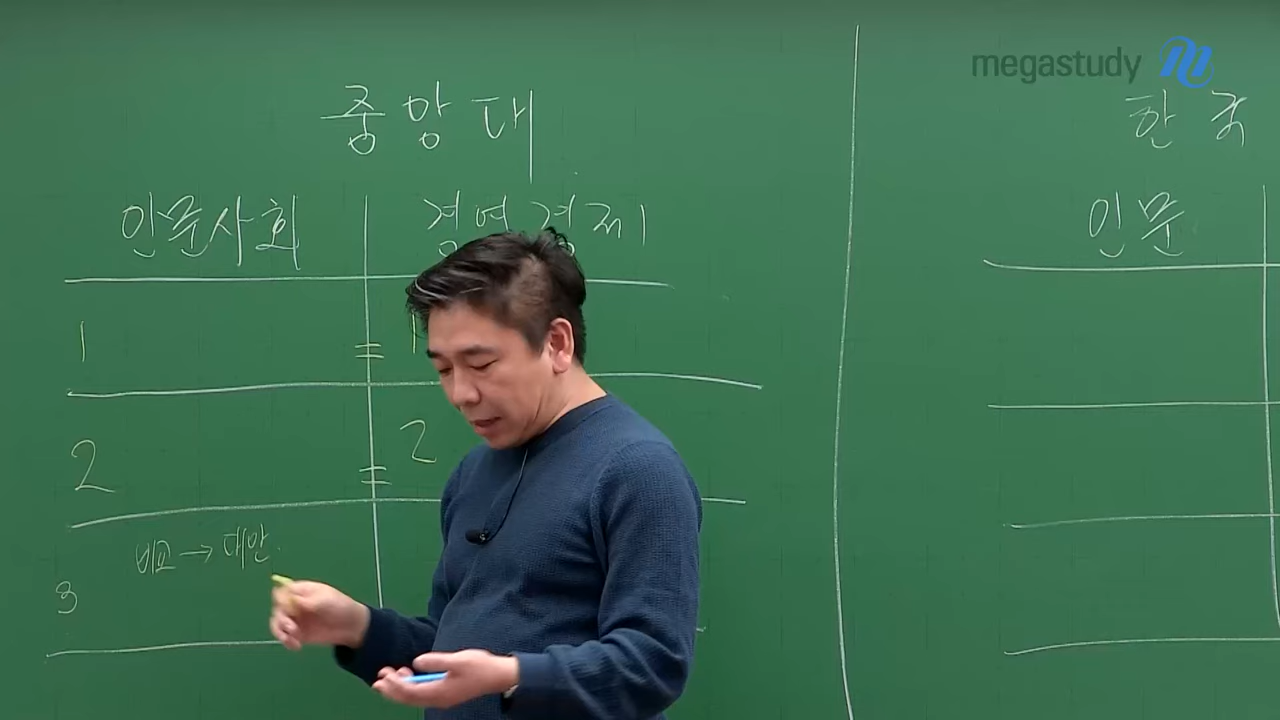 megastudy
중앙대
인문사회 경영경제
1 = 1
2 = 2
비교 → 대안
3
한국
인문